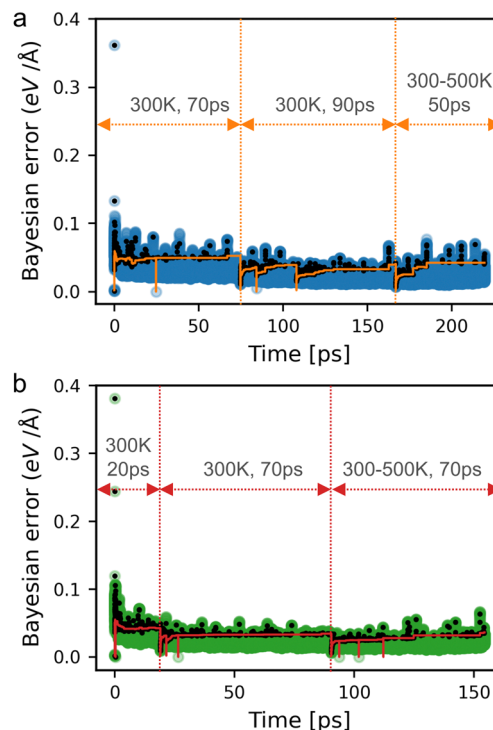 a
Bayesian error (eV /Å)
0.4
0.3
0.2
0.1
0.0
300K, 70ps
300K, 90ps
300-500K
50ps
0
50
100
150
200
Time [ps]
b
Bayesian error (eV /Å)
0.4
0.3
0.2
0.1
0.0
300K
20ps
300K, 70ps
300-500K, 70ps
0
50
100
150
Time [ps]